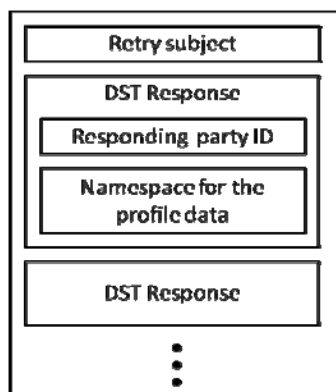 Retry subject
DST Response
Responding party ID
Namespace for the
profile data
DST Response